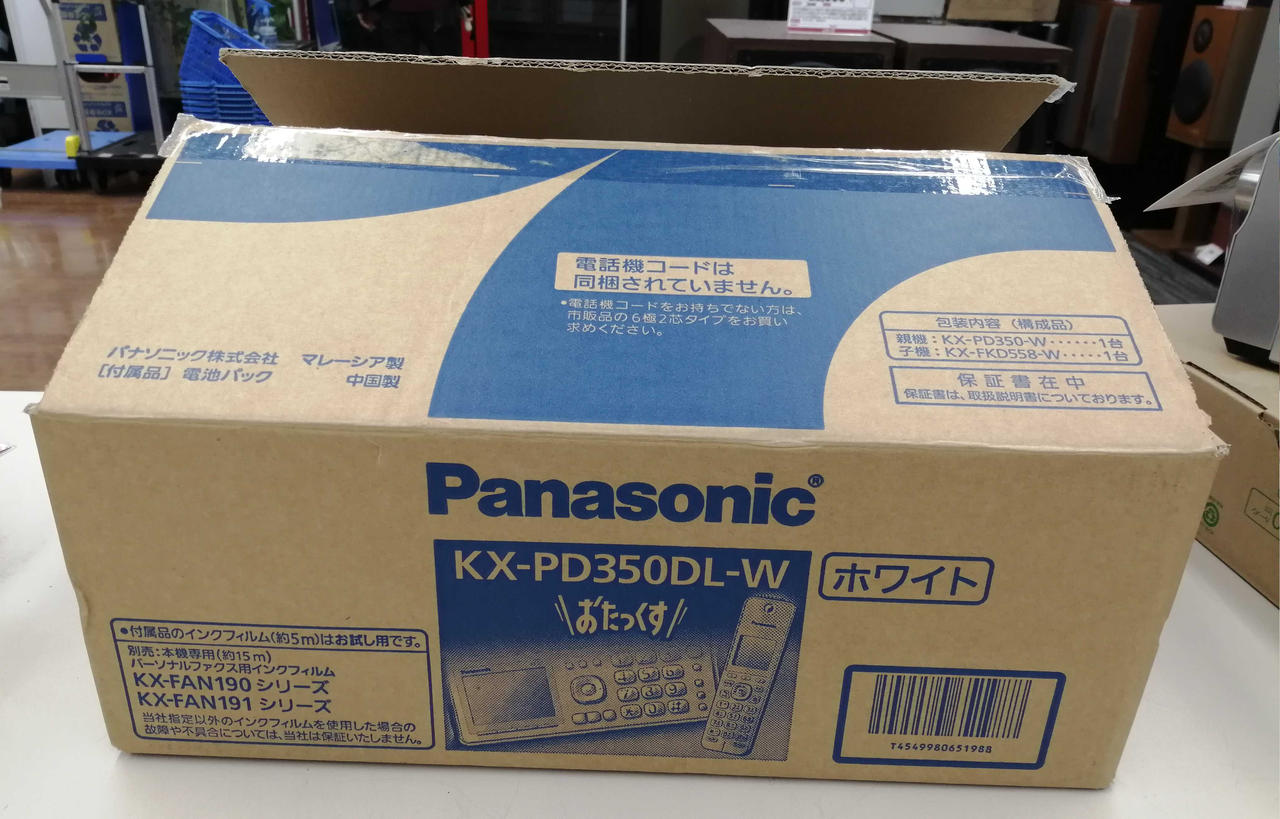 電話機コードは
同梱されていません。
•電話機コードをお持ちでない方は、
市販品の6極2芯タイプをお買い
求めください。
包装内容（構成品）
親機：KX-PD350-W‥‥‥1台
子機：KX-FKD558-W‥‥‥1台
保証書在中
保証書は、取扱説明書についております。
パナソニック株式会社 マレーシア製
［付属品］電池パック 中国製
Panasonic®
KX-PD350DL-W
ホワイト
おたっくす
Panasonic
•付属品のインクフィルム(約5m)はお試し用です。
別売：本機専用(約15m)
パーソナルファクス用インクフィルム
KX-FAN190 シリーズ
KX-FAN191 シリーズ
当社指定以外のインクフィルムを使用した場合の
故障や不具合については、当社は保証いたしません。
T4549980651988